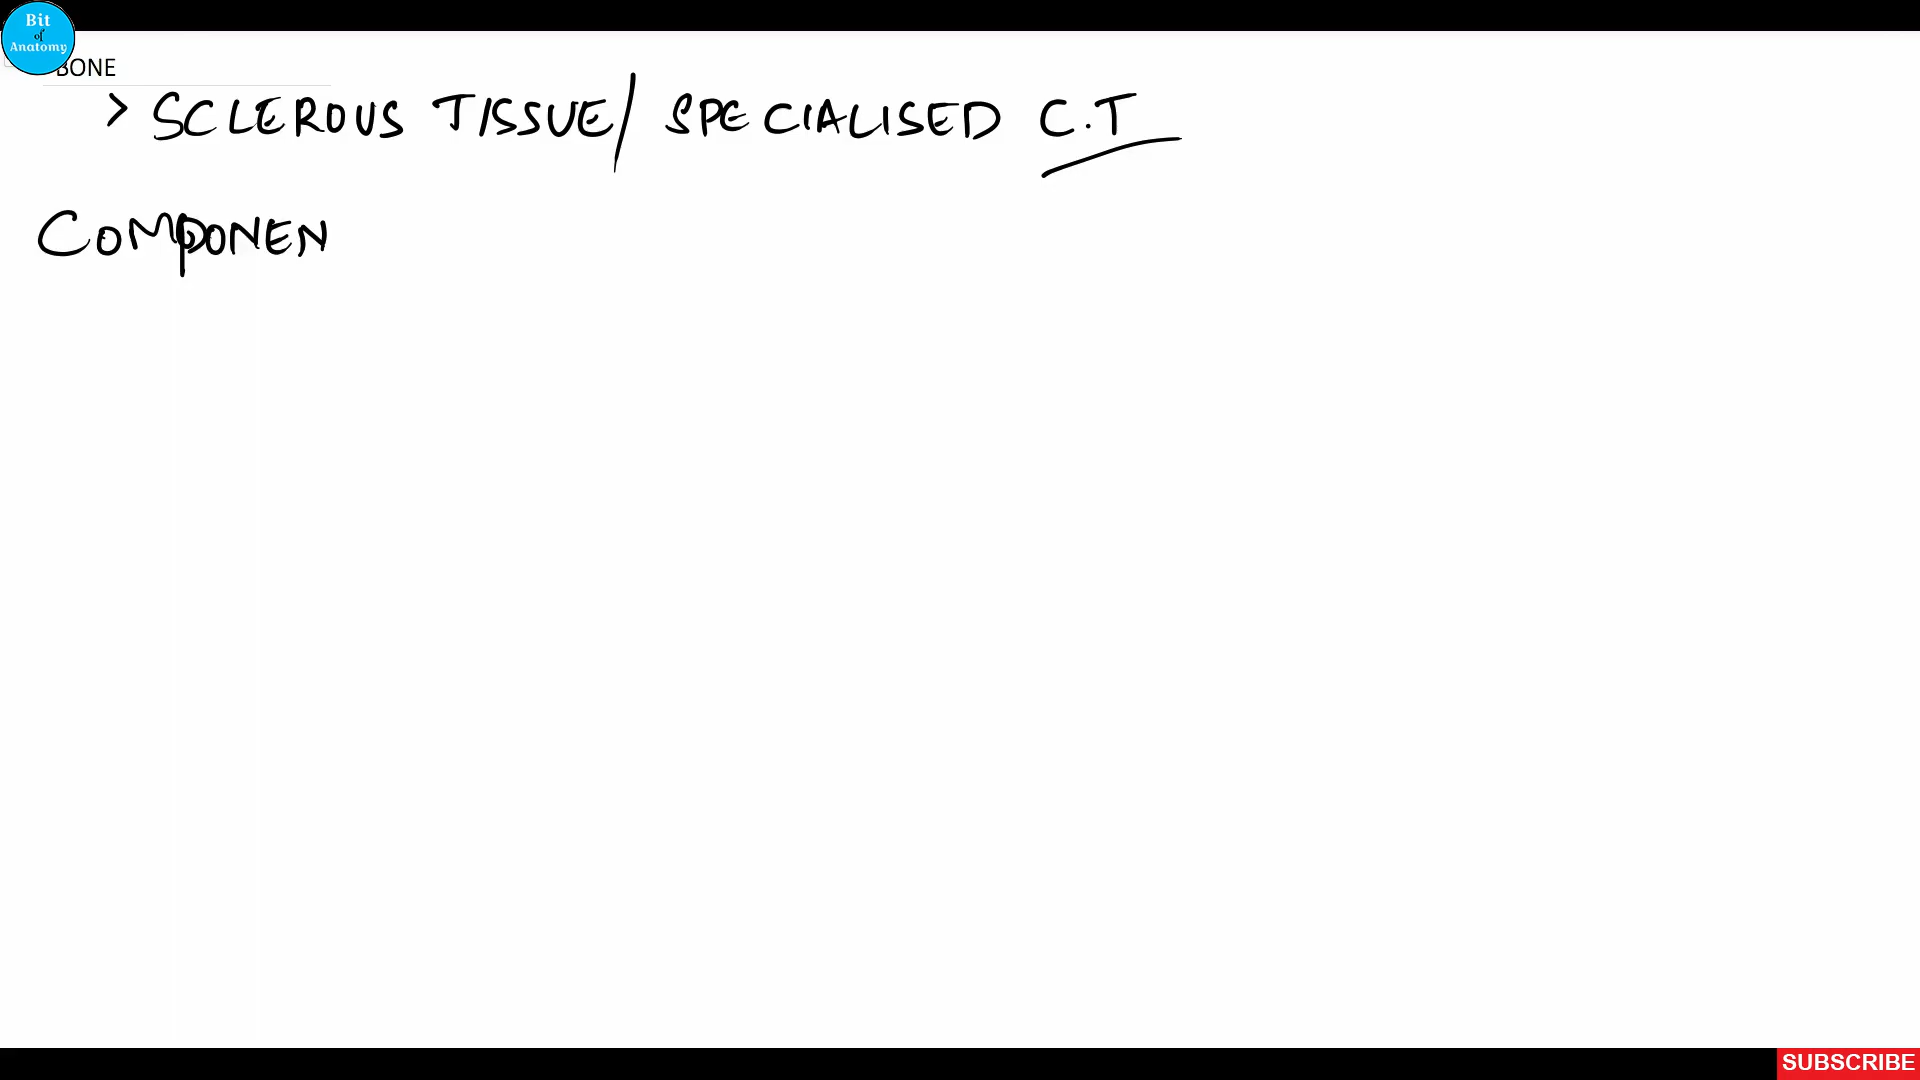 Bit
of
Anatomy
BONE
> SCLEROUS TISSUE/ SPECIALISED C.T
COMPONEN
SUBSCRIBE